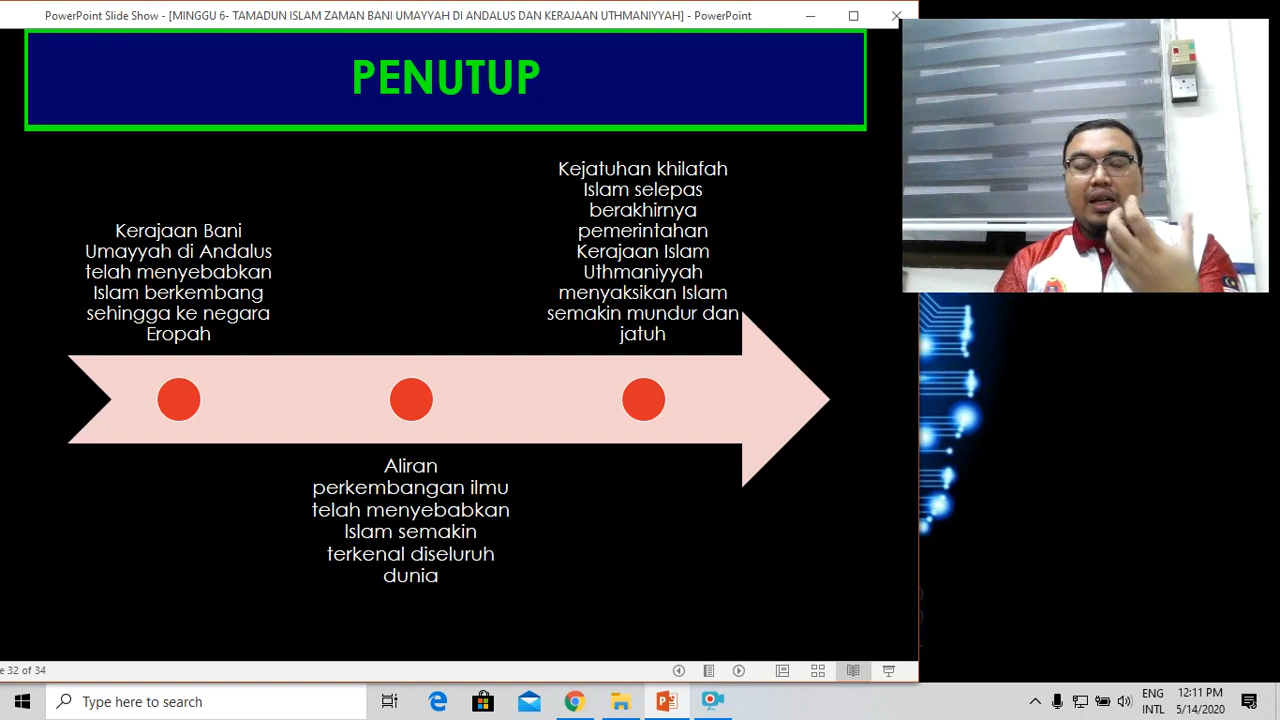 PowerPoint Slide Show - [MINGGU 6- TAMADUN ISLAM ZAMAN BANI UMAYYAH DI ANDALUS DAN KERAJAAN UTHMANIYYAH] - PowerPoint
PENUTUP
Kerajaan Bani
Umayyah di Andalus
telah menyebabkan
Islam berkembang
sehingga ke negara
Eropah
Aliran
perkembangan ilmu
telah menyebabkan
Islam semakin
terkenal diseluruh
dunia
Kejatuhan khilafah
Islam selepas
berakhirnya
pemerintahan
Kerajaan Islam
Uthmaniyyah
menyaksikan Islam
semakin mundur dan
jatuh
e 32 of 34
Type here to search
ENG
INTL
12:11 PM
5/14/2020